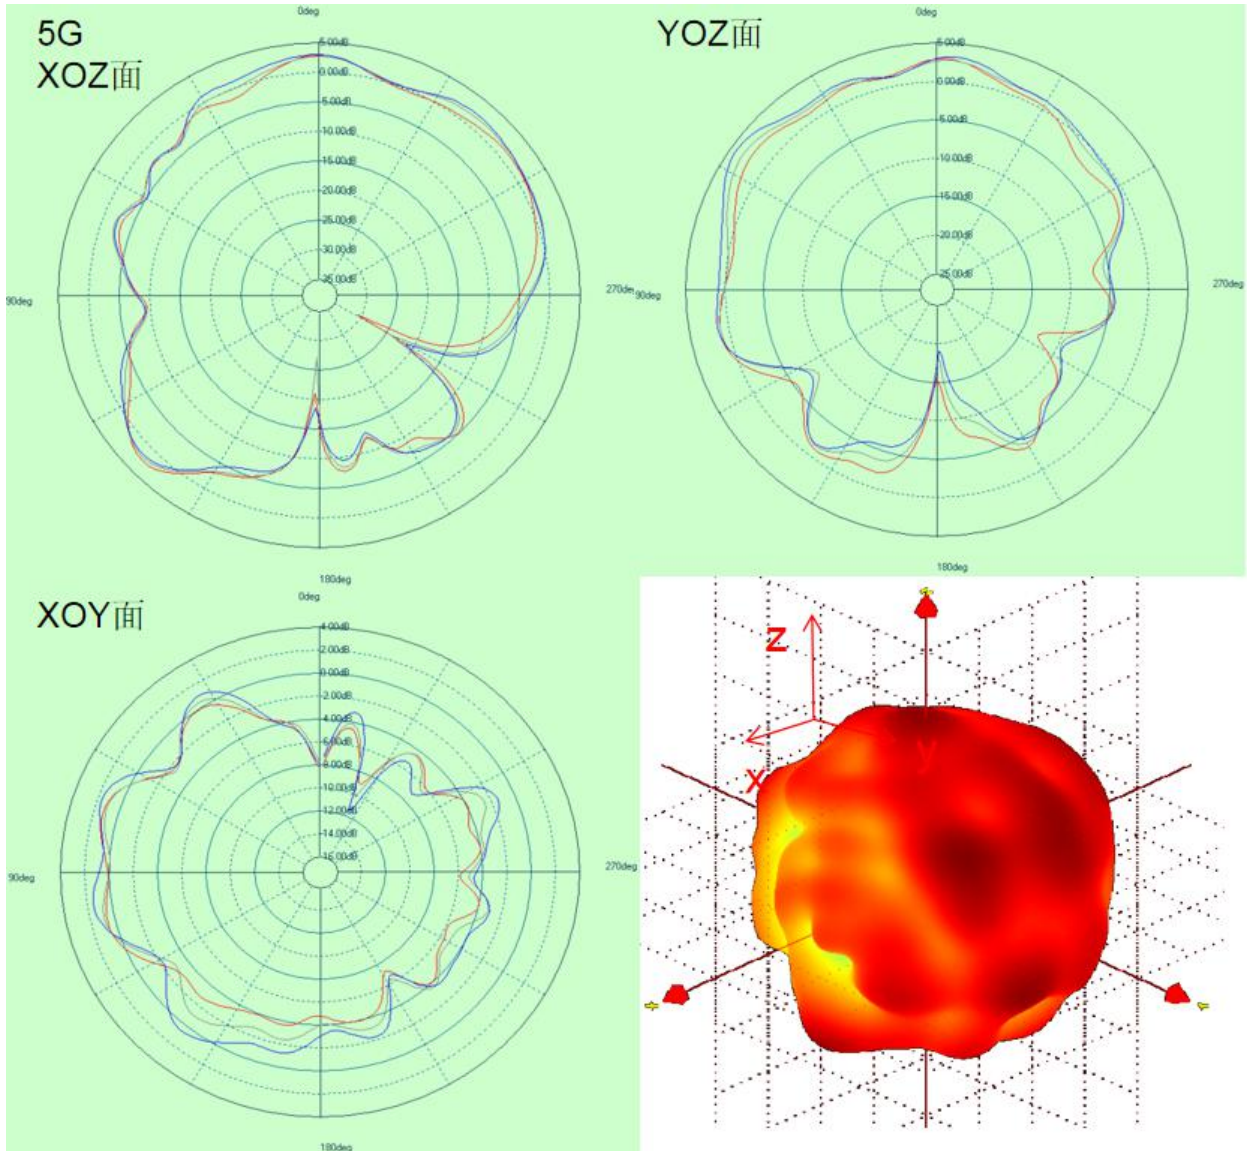 0deg
5G
XOZ面
5.00dB
0.00dB
5.00dB
10.00dB
15.00dB
20.00dB
25.00dB
30.00dB
35.00dB
90deg
270deg
180deg
0deg
YOZ面
5.00dB
0.00dB
5.00dB
10.00dB
15.00dB
20.00dB
25.00dB
90deg
270deg
180deg
0deg
XOY面
4.00dB
2.00dB
0.00dB
2.00dB
4.00dB
6.00dB
8.00dB
10.00dB
12.00dB
14.00dB
16.00dB
90deg
270deg
180deg
Z
y
X